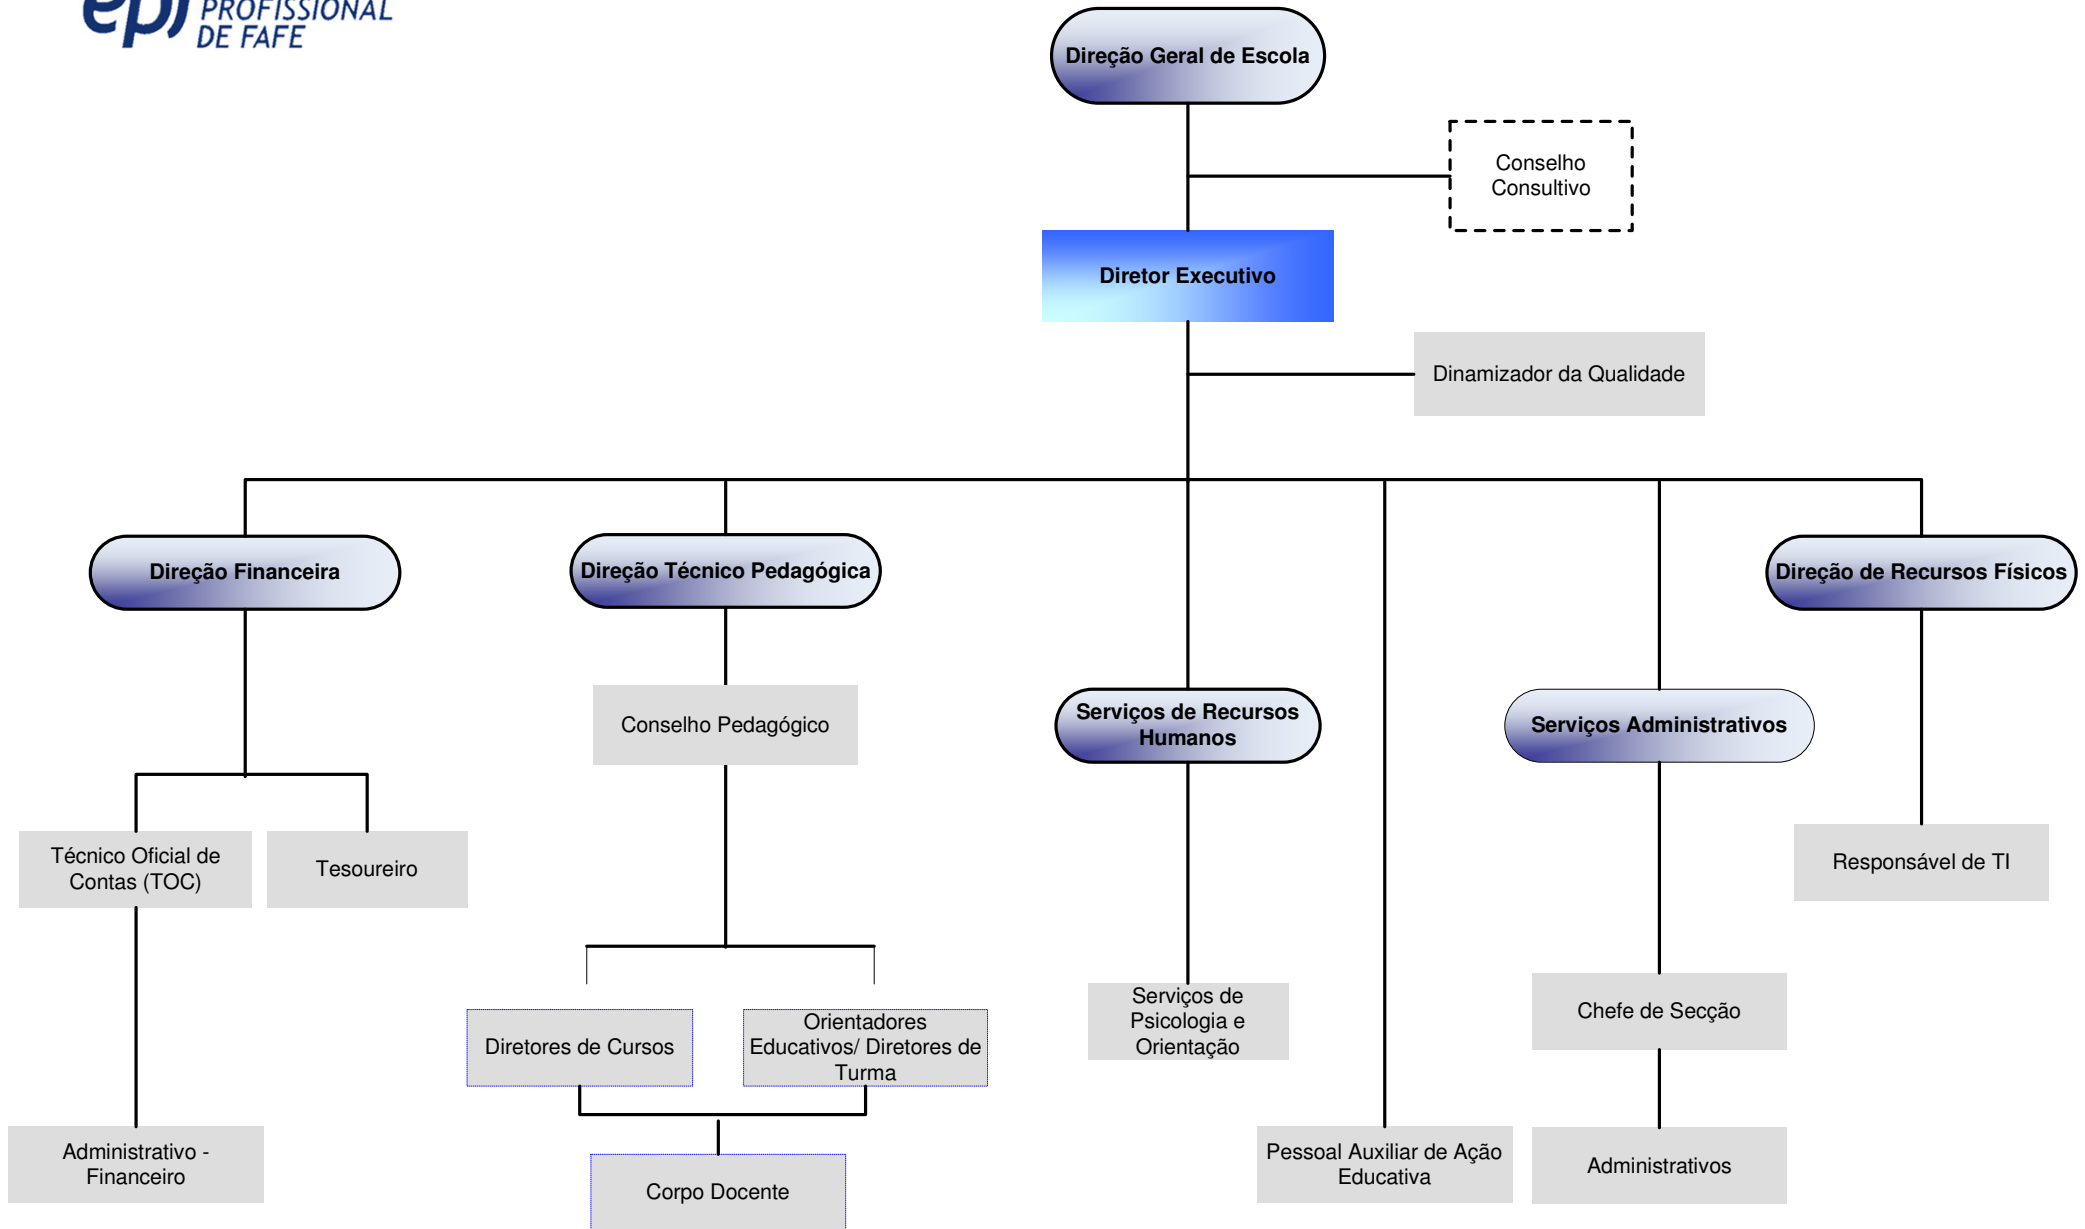 epf
PROFISSIONAL
DE FAFE
Direção Geral de Escola
Conselho
Consultivo
Diretor Executivo
Dinamizador da Qualidade
Direção Financeira
Direção Técnico Pedagógica
Direção de Recursos Físicos
Conselho Pedagógico
Serviços de Recursos
Humanos
Serviços Administrativos
Técnico Oficial de
Contas (TOC)
Tesoureiro
Responsável de TI
Diretores de Cursos
Orientadores
Educativos/ Diretores de
Turma
Serviços de
Psicologia e
Orientação
Chefe de Secção
Administrativo -
Financeiro
Corpo Docente
Pessoal Auxiliar de Ação
Educativa
Administrativos